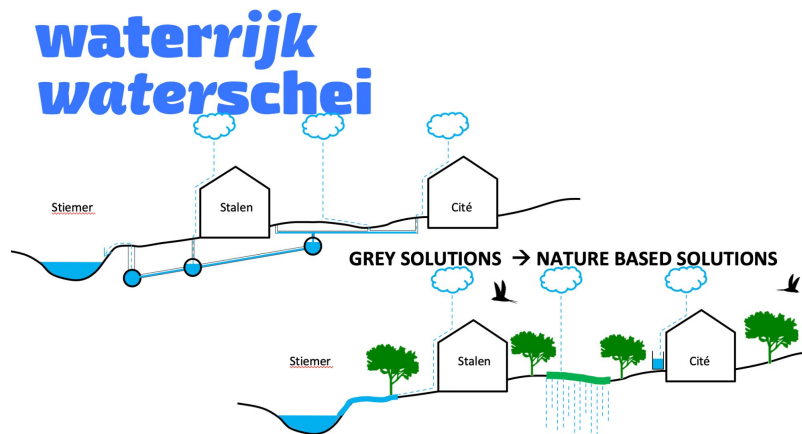 waterrijk
waterschei
Stiemer
Stalen
Cité
GREY SOLUTIONS → NATURE BASED SOLUTIONS
Stiemer
Stalen
Cité